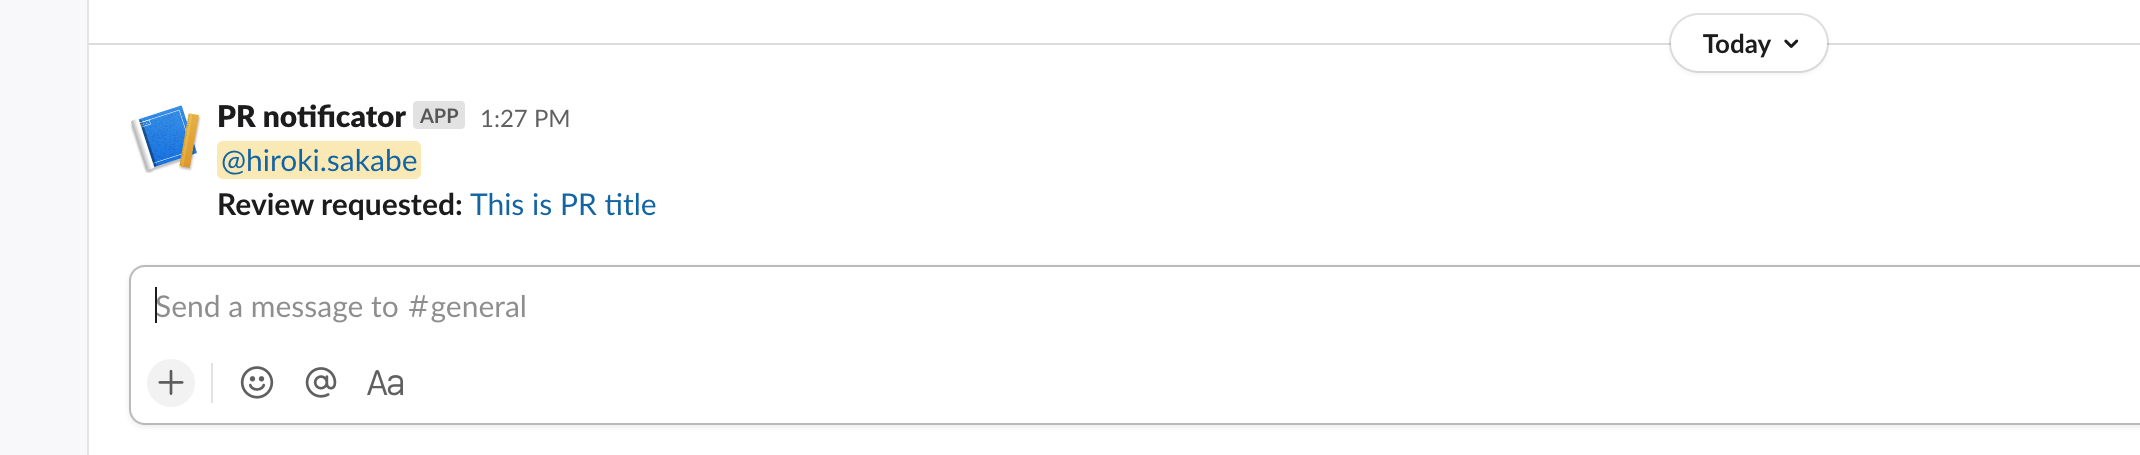 Today
PR notificator APP 1:27 PM
@hiroki.sakabe
Review requested: This is PR title
Send a message to #general
Aa